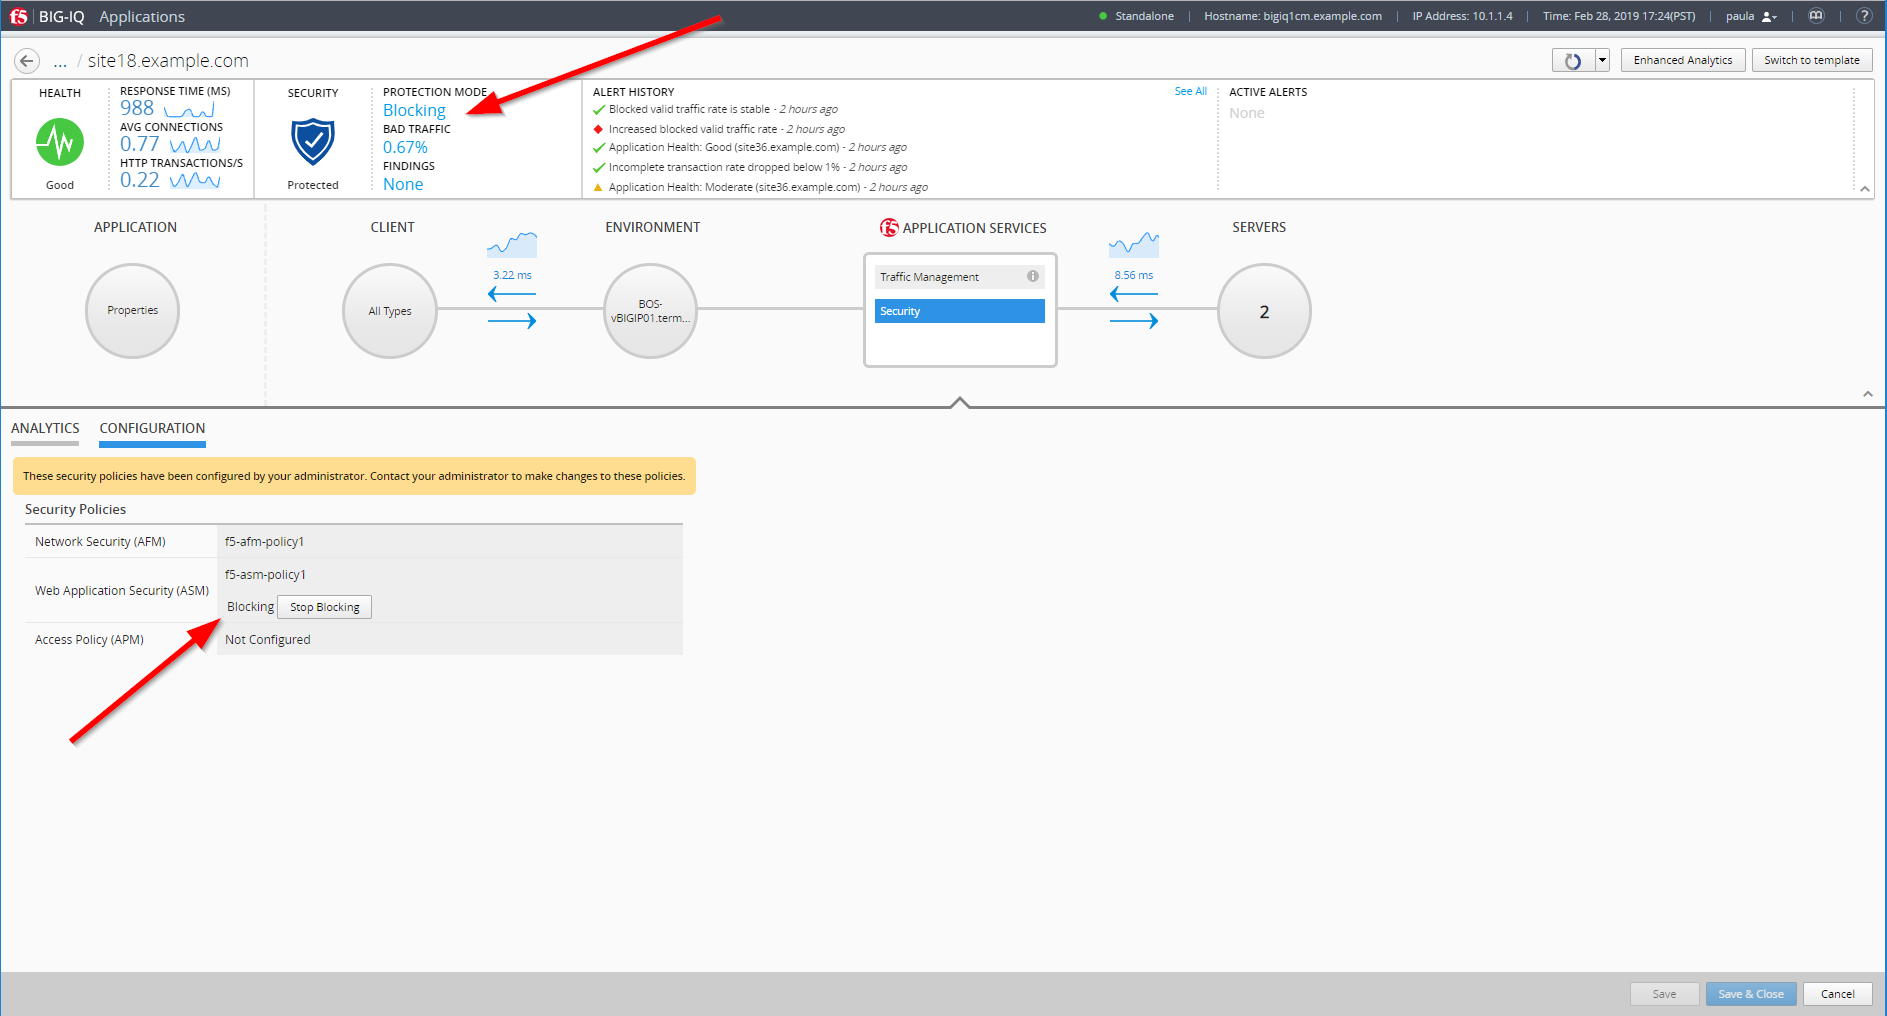 f5 BIG-IQ Applications
Standalone Hostname: bigiq1cm.example.com IP Address: 10.1.1.4 Time: Feb 28, 2019 17:24(PST) paula ?
... / site18.example.com
Enhanced Analytics Switch to template
HEALTH
Good
RESPONSE TIME (MS)
988
AVG CONNECTIONS
0.77
HTTP TRANSACTIONS/S
0.22
SECURITY
Protected
PROTECTION MODE
Blocking
BAD TRAFFIC
0.67%
FINDINGS
None
ALERT HISTORY See All
Blocked valid traffic rate is stable - 2 hours ago
Increased blocked valid traffic rate - 2 hours ago
Application Health: Good (site36.example.com) - 2 hours ago
Incomplete transaction rate dropped below 1% - 2 hours ago
Application Health: Moderate (site36.example.com) - 2 hours ago
ACTIVE ALERTS
None
APPLICATION
Properties
CLIENT
All Types
3.22 ms
ENVIRONMENT
BOS-
vBIGIP01.term...
f5 APPLICATION SERVICES
Traffic Management
Security
8.56 ms
SERVERS
2
ANALYTICS CONFIGURATION
These security policies have been configured by your administrator. Contact your administrator to make changes to these policies.
Security Policies
Network Security (AFM) f5-afm-policy1
Web Application Security (ASM) f5-asm-policy1
Blocking Stop Blocking
Access Policy (APM) Not Configured
Save Save & Close Cancel